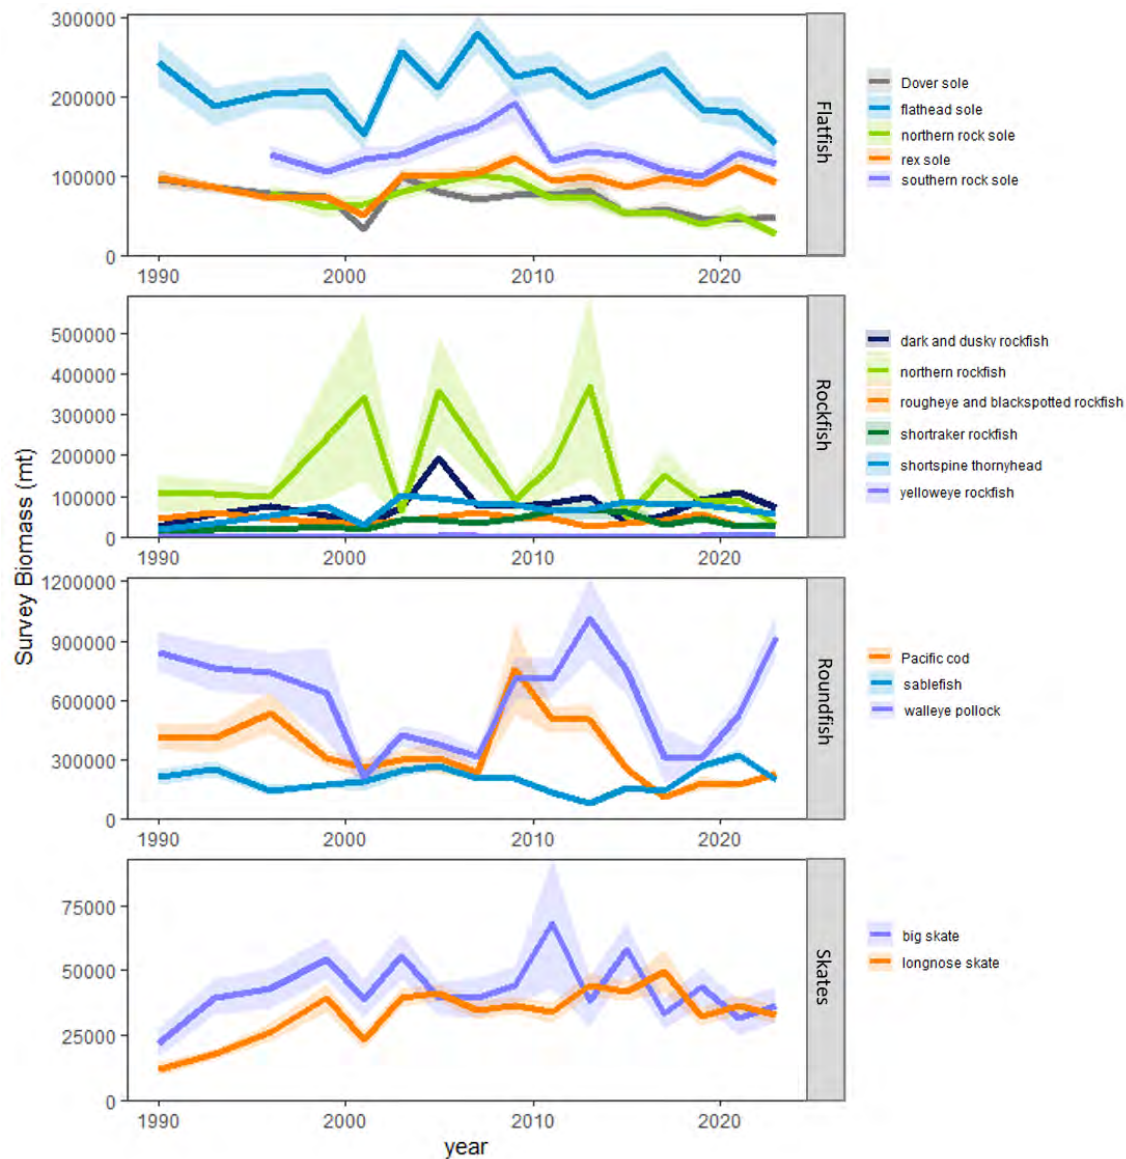 Survey Biomass (mt)
300000
200000
100000
0
1990
2000
2010
2020
Flatfish
Dover sole
flathead sole
northern rock sole
rex sole
southern rock sole
500000
400000
300000
200000
100000
0
1990
2000
2010
2020
Rockfish
dark and dusky rockfish
northern rockfish
rougheye and blackspotted rockfish
shortraker rockfish
shortspine thornyhead
yelloweye rockfish
1200000
900000
600000
300000
0
1990
2000
2010
2020
Roundfish
Pacific cod
sablefish
walleye pollock
75000
50000
25000
0
1990
2000
2010
2020
Skates
big skate
longnose skate
year